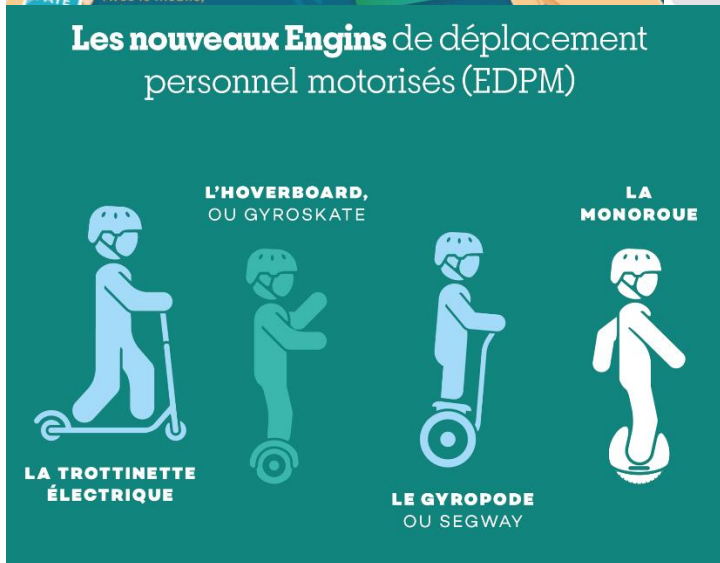 Les nouveaux Engins de déplacement
personnel motorisés (EDPM)
L'HOVERBOARD,
OU GYROSKATE
LA
MONOROUE
LA TROTTINETTE
ÉLECTRIQUE
LE GYROPODE
OU SEGWAY